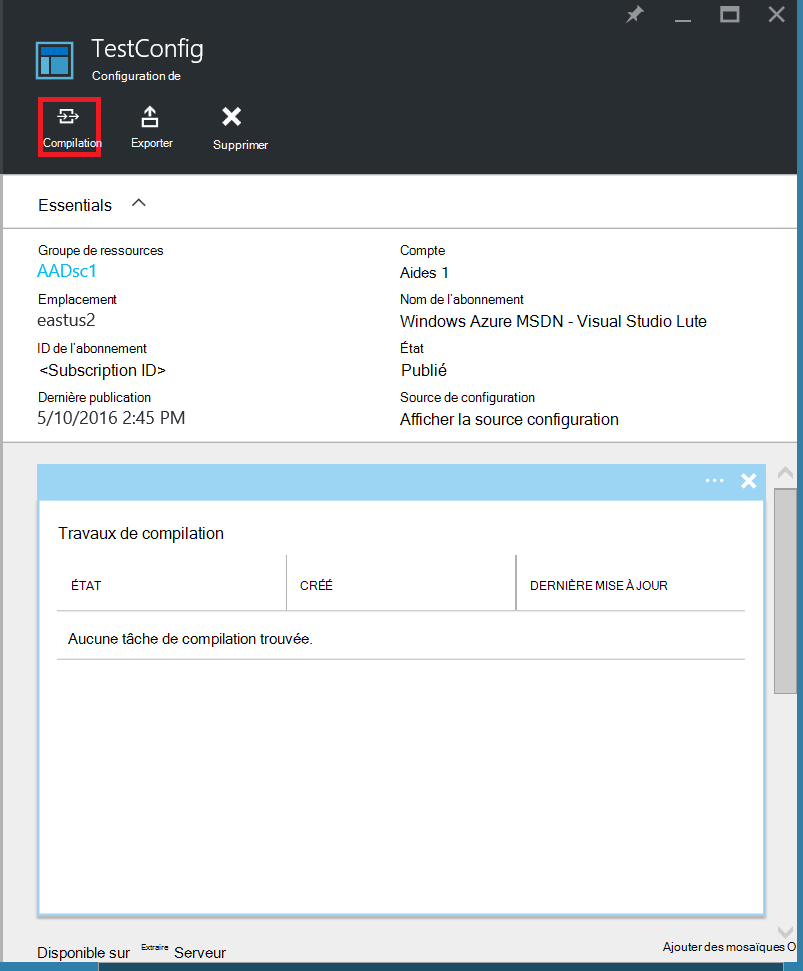 TestConfig
Configuration de
Compilation
Exporter
Supprimer
Essentials
Groupe de ressources
AADsc1
Compte
Aides 1
Emplacement
eastus2
Nom de l'abonnement
Windows Azure MSDN - Visual Studio Lute
ID de l'abonnement
<Subscription ID>
État
Publié
Dernière publication
5/10/2016 2:45 PM
Source de configuration
Afficher la source configuration
Travaux de compilation
ÉTAT
CRÉÉ
DERNIÈRE MISE À JOUR
Aucune tâche de compilation trouvée.
Disponible sur Extraire Serveur
Ajouter des mosaïques O